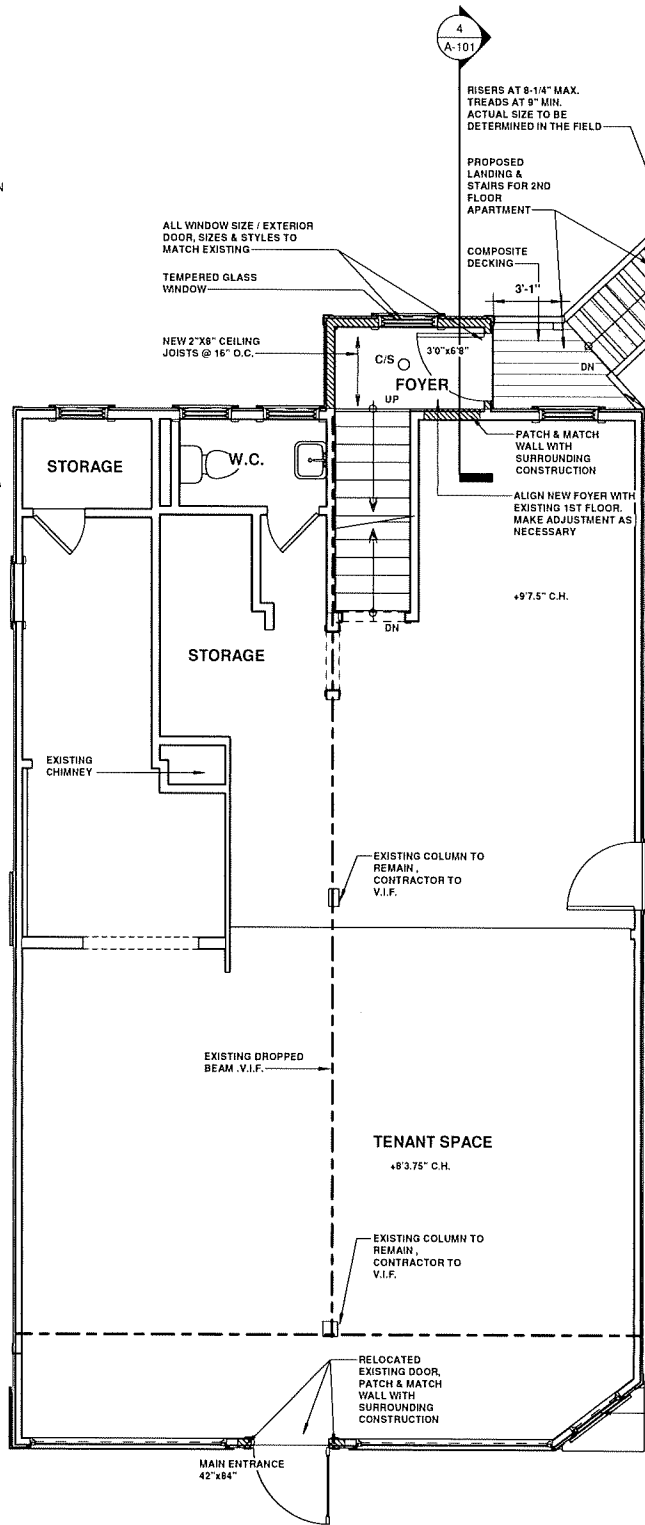 4
A-101
RISERS AT 8-1/4" MAX.
TREADS AT 9" MIN.
ACTUAL SIZE TO BE
DETERMINED IN THE FIELD
PROPOSED
LANDING &
STAIRS FOR 2ND
FLOOR
APARTMENT
N
ALL WINDOW SIZE / EXTERIOR
DOOR, SIZES & STYLES TO
MATCH EXISTING
COMPOSITE
DECKING
TEMPERED GLASS
WINDOW
3'-1"
NEW 2"X8" CEILING
JOISTS @ 16" O.C.
C/S
3'0"x6'8"
FOYER
UP
DN
STORAGE
W.C.
PATCH & MATCH
WALL WITH
SURROUNDING
CONSTRUCTION
ALIGN NEW FOYER WITH
EXISTING 1ST FLOOR.
MAKE ADJUSTMENT AS
NECESSARY
+9'7.5" C.H.
DN
STORAGE
EXISTING
CHIMNEY
EXISTING COLUMN TO
REMAIN ,
CONTRACTOR TO
V.I.F.
EXISTING DROPPED
BEAM .V.I.F.
TENANT SPACE
+8'3.75" C.H.
EXISTING COLUMN TO
REMAIN ,
CONTRACTOR TO
V.I.F.
RELOCATED
EXISTING DOOR,
PATCH & MATCH
WALL WITH
SURROUNDING
CONSTRUCTION
MAIN ENTRANCE
42"x84"